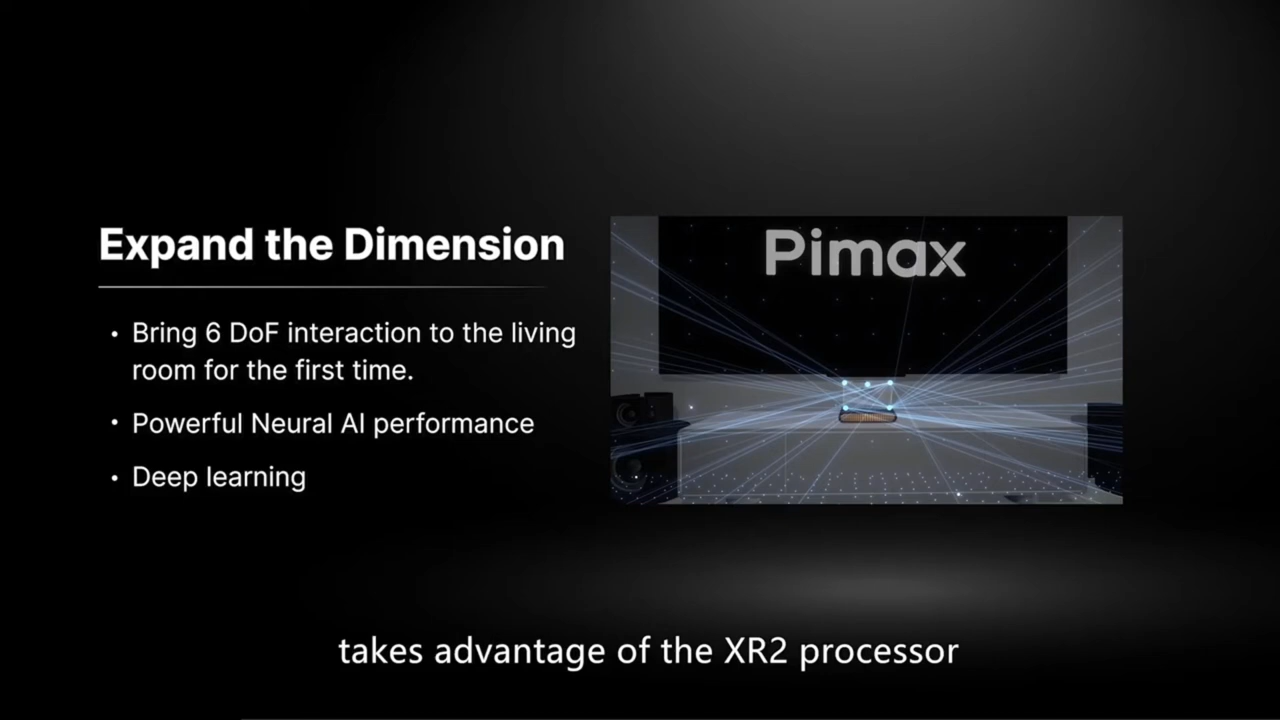 Expand the Dimension
• Bring 6 DoF interaction to the living
room for the first time.
• Powerful Neural AI performance
• Deep learning
Pimax
takes advantage of the XR2 processor